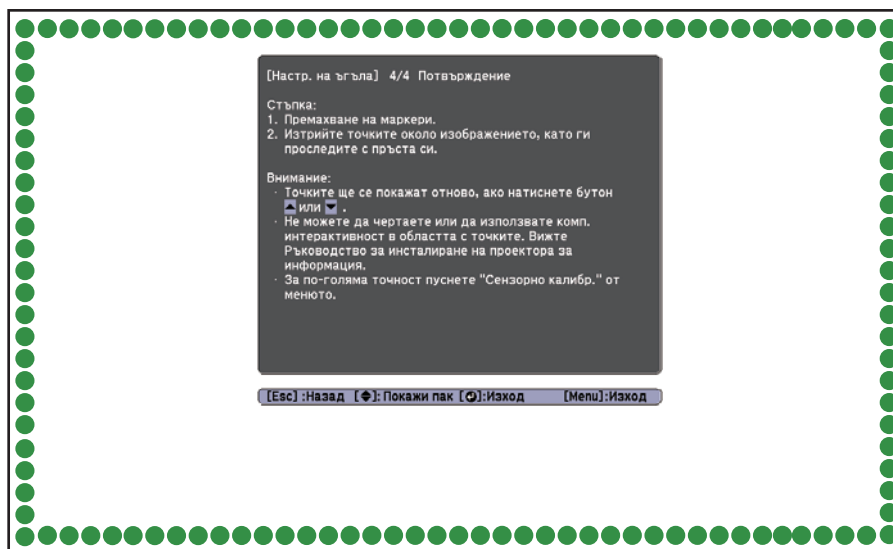 [Настр. на ъгъла] 4/4 Потвърждение
Стъпка:
1. Премахване на маркери.
2. Изтрийте точките около изображението, като ги
проследите с пръста си.
Внимание:
· Точките ще се покажат отново, ако натиснете бутон
▲ или ▼ .
· Не можете да чертаете или да използвате комп.
интерактивност в областта с точките. Вижте
Ръководство за инсталиране на проектора за
информация.
· За по-голяма точност пуснете "Сензорно калибр." от
менюто.
[Esc] :Назад [◆]: Покажи пак [⏎]:Изход [Menu]:Изход